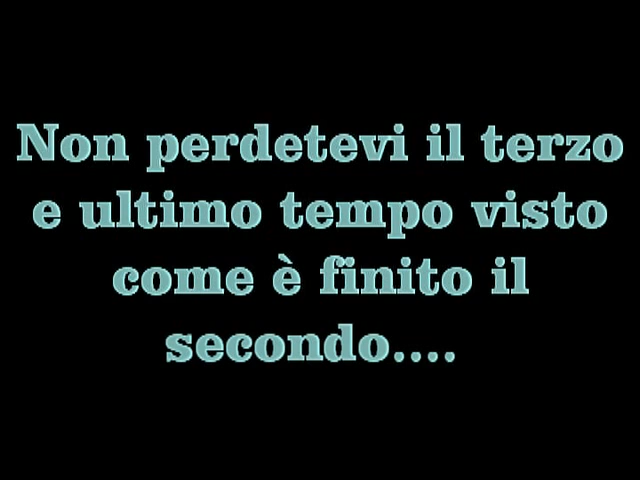 Non perdetevi il terzo
e ultimo tempo visto
come è finito il
secondo....